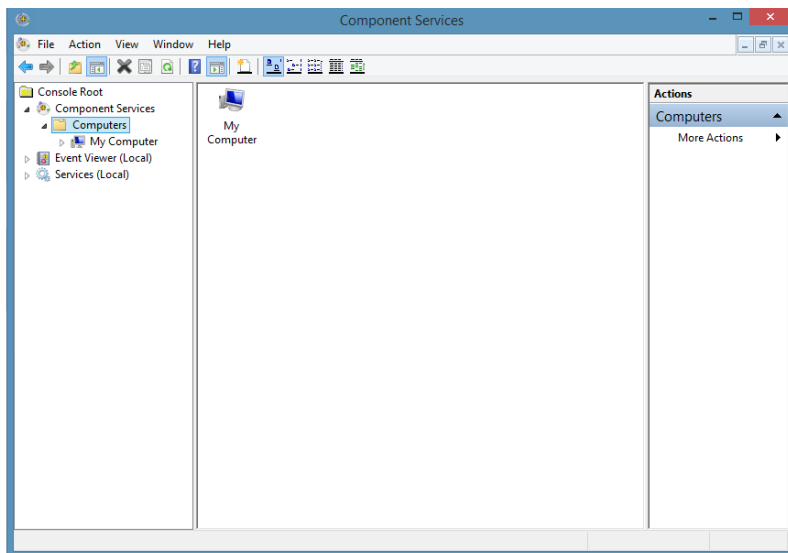 Component Services
File Action View Window Help
Console Root
Component Services
Computers
My Computer
Event Viewer (Local)
Services (Local)
My
Computer
Actions
Computers
More Actions